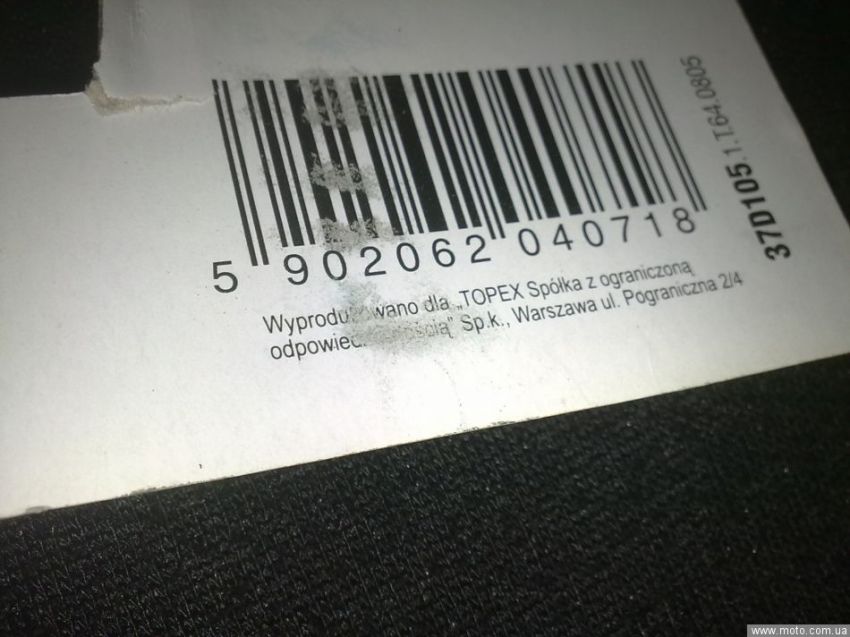 5 902062 040718
37D105.1.T64.0805
dla „TOPEX Spółka z ograniczoną
Sp.k., Warszawa ul. Pograniczna 2/4
www.moto.com.ua